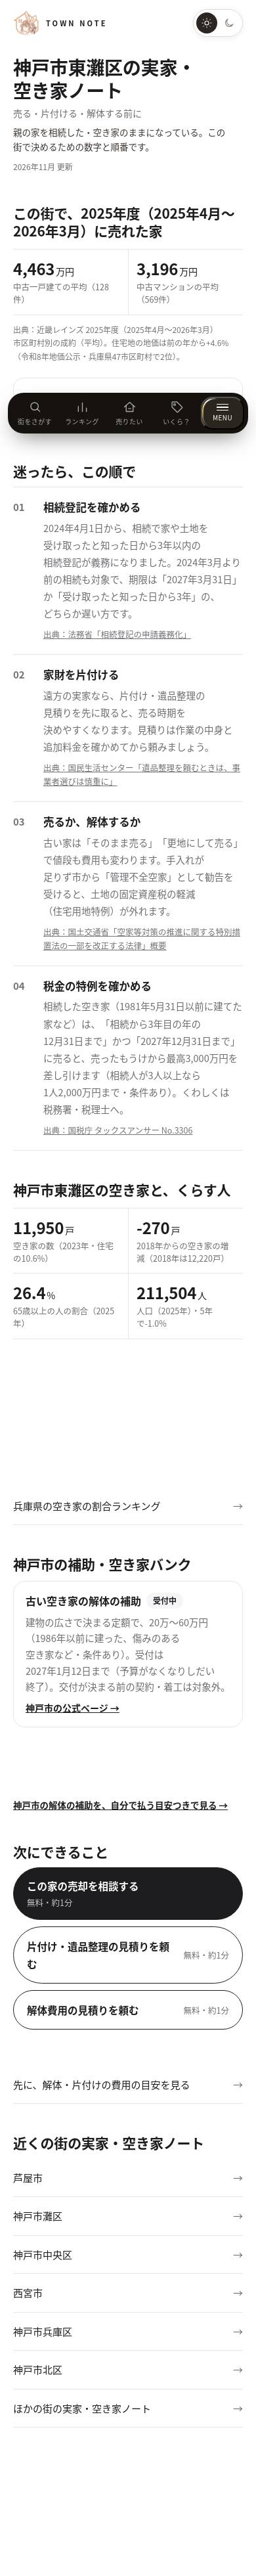 TOWN NOTE
神戸市東灘区の実家・
空き家ノート
売る・片付ける・解体する前に
親の家を相続した・空き家のままになっている。この
街で決めるための数字と順番です。
2026年11月 更新
この街で、2025年度（2025年4月〜
2026年3月）に売れた家
4,463万円
中古一戸建ての平均（128
件）
3,196万円
中古マンションの平均
（569件）
出典：近畿レインズ 2025年度（2025年4月〜2026年3月）
市区町村別の成約（平均）。住宅地の地価は前の年から+4.6%
（令和8年地価公示・兵庫県47市区町村で2位）。
街をさがす
ランキング
売りたい
いくら？
MENU
迷ったら、この順で
01 相続登記を確かめる
2024年4月1日から、相続で家や土地を
受け取ったと知った日から3年以内の
相続登記が義務になりました。2024年3月より
前の相続も対象で、期限は「2027年3月31日」
か「受け取ったと知った日から3年」の、
どちらか遅い方です。
出典：法務省「相続登記の申請義務化」
02 家財を片付ける
遠方の実家なら、片付け・遺品整理の
見積りを先に取ると、売る時期を
決めやすくなります。見積りは作業の中身と
追加料金を確かめてから頼みましょう。
出典：国民生活センター「遺品整理を頼むときは、事
業者選びは慎重に」
03 売るか、解体するか
古い家は「そのまま売る」「更地にして売る」
で値段も費用も変わります。手入れが
足りず市から「管理不全空家」として勧告を
受けると、土地の固定資産税の軽減
（住宅用地特例）が外れます。
出典：国土交通省「空家等対策の推進に関する特別措
置法の一部を改正する法律」概要
04 税金の特例を確かめる
相続した空き家（1981年5月31日以前に建てた
家など）は、「相続から3年目の年の
12月31日まで」かつ「2027年12月31日まで」
に売ると、売ったもうけから最高3,000万円を
差し引けます（相続人が3人以上なら
1人2,000万円まで・条件あり）。くわしくは
税務署・税理士へ。
出典：国税庁 タックスアンサー No.3306
神戸市東灘区の空き家と、くらす人
11,950戸
空き家の数（2023年・住宅
の10.6%）
-270戸
2018年からの空き家の増
減（2018年は12,220戸）
26.4%
65歳以上の人の割合（2025
年）
211,504人
人口（2025年）・5年
で-1.0%
兵庫県の空き家の割合ランキング →
神戸市の補助・空き家バンク
古い空き家の解体の補助 受付中
建物の広さで決まる定額で、20万〜60万円
（1986年以前に建った、傷みのある
空き家など・条件あり）。受付は
2027年1月12日まで（予算がなくなりしだい
終了）。交付が決まる前の契約・着工は対象外。
神戸市の公式ページ →
神戸市の解体の補助を、自分で払う目安つきで見る →
次にできること
この家の売却を相談する
無料・約1分
片付け・遺品整理の見積りを頼
む
無料・約1分
解体費用の見積りを頼む 無料・約1分
先に、解体・片付けの費用の目安を見る →
近くの街の実家・空き家ノート
芦屋市 →
神戸市灘区 →
神戸市中央区 →
西宮市 →
神戸市兵庫区 →
神戸市北区 →
ほかの街の実家・空き家ノート →